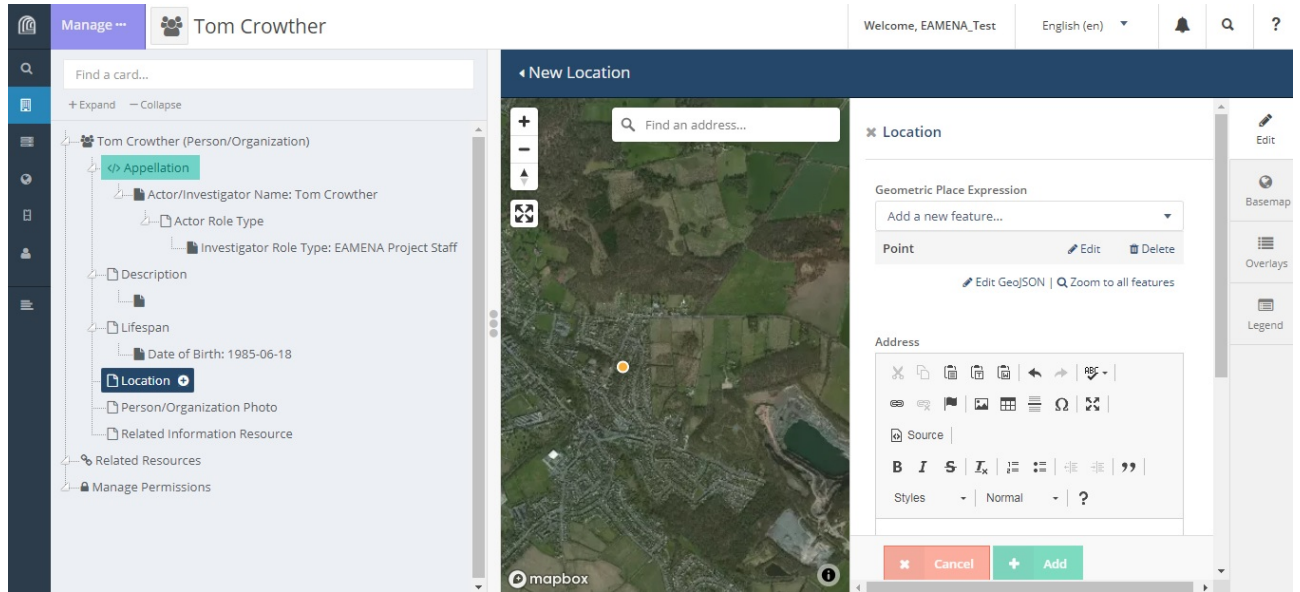 Manage ···
Tom Crowther
Welcome, EAMENA_Test
English (en)
?
Find a card...
+ Expand − Collapse
Tom Crowther (Person/Organization)
</> Appellation
Actor/Investigator Name: Tom Crowther
Actor Role Type
Investigator Role Type: EAMENA Project Staff
Description
Lifespan
Date of Birth: 1985-06-18
Location
Person/Organization Photo
Related Information Resource
Related Resources
Manage Permissions
New Location
Find an address...
mapbox
Location
Geometric Place Expression
Add a new feature...
Point Edit Delete
Edit GeoJSON | Zoom to all features
Address
ABC
Ω
Source
B I S Ix
Styles Normal ?
Cancel + Add
Edit
Basemap
Overlays
Legend